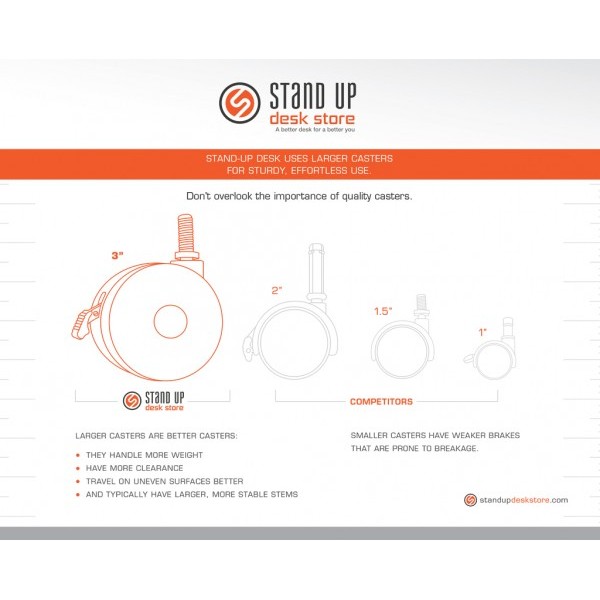 STAND UP
desk store
A better desk for a better you
STAND-UP DESK USES LARGER CASTERS
FOR STURDY, EFFORTLESS USE.
Don't overlook the importance of quality casters.
3"
2"
1.5"
1"
STAND UP
desk store
COMPETITORS
LARGER CASTERS ARE BETTER CASTERS:
• THEY HANDLE MORE WEIGHT
• HAVE MORE CLEARANCE
• TRAVEL ON UNEVEN SURFACES BETTER
• AND TYPICALLY HAVE LARGER, MORE STABLE STEMS
SMALLER CASTERS HAVE WEAKER BRAKES
THAT ARE PRONE TO BREAKAGE.
standupdeskstore.com